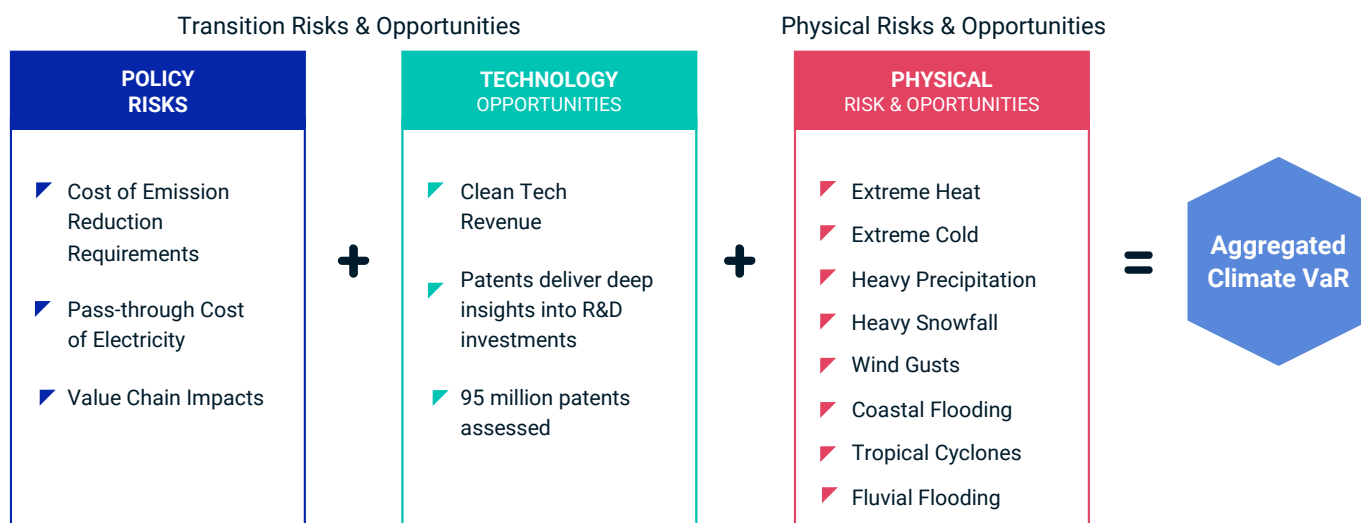 Transition Risks & Opportunities
Physical Risks & Opportunities
POLICY
RISKS
Cost of Emission
Reduction
Requirements
Pass-through Cost
of Electricity
Value Chain Impacts
+
TECHNOLOGY
OPPORTUNITIES
Clean Tech
Revenue
Patents deliver deep
insights into R&D
investments
95 million patents
assessed
+
PHYSICAL
RISK & OPORTUNITIES
Extreme Heat
Extreme Cold
Heavy Precipitation
Heavy Snowfall
Wind Gusts
Coastal Flooding
Tropical Cyclones
Fluvial Flooding
=
Aggregated
Climate VaR